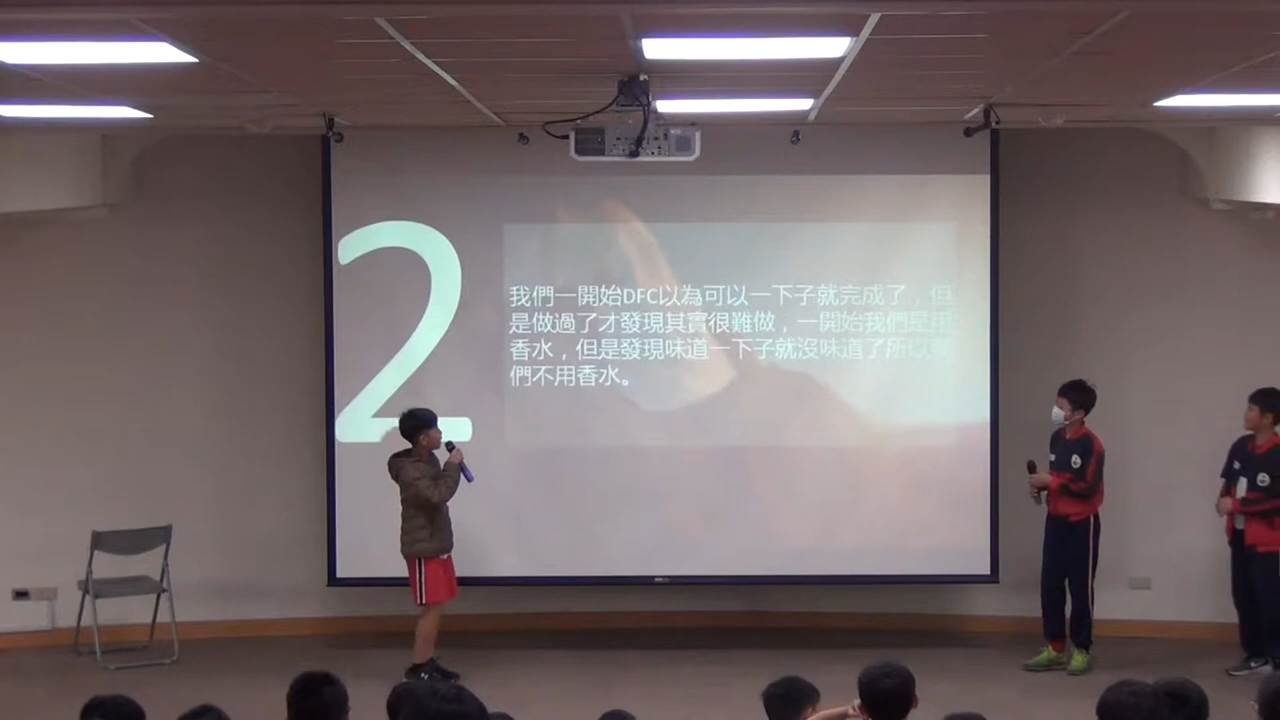 2
我們一開始DFC以為可以一下子就完成了，但
是做過了才發現其實很難做，一開始我們是用
香水，但是發現味道一下子就沒味道了所以我
們不用香水。